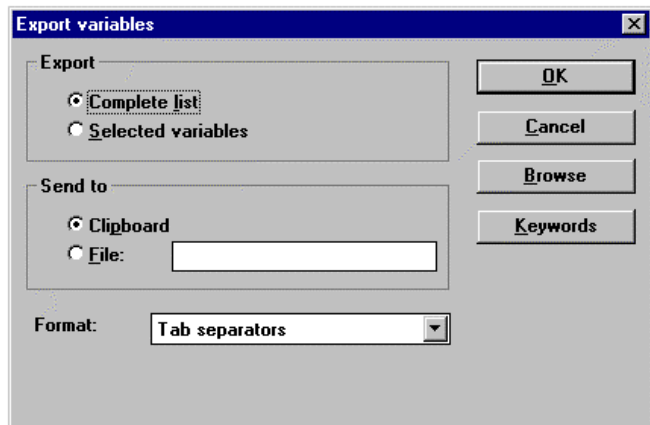 Export variables
Export
Complete list
Selected variables
Send to
Clipboard
File:
Format:
Tab separators
OK
Cancel
Browse
Keywords